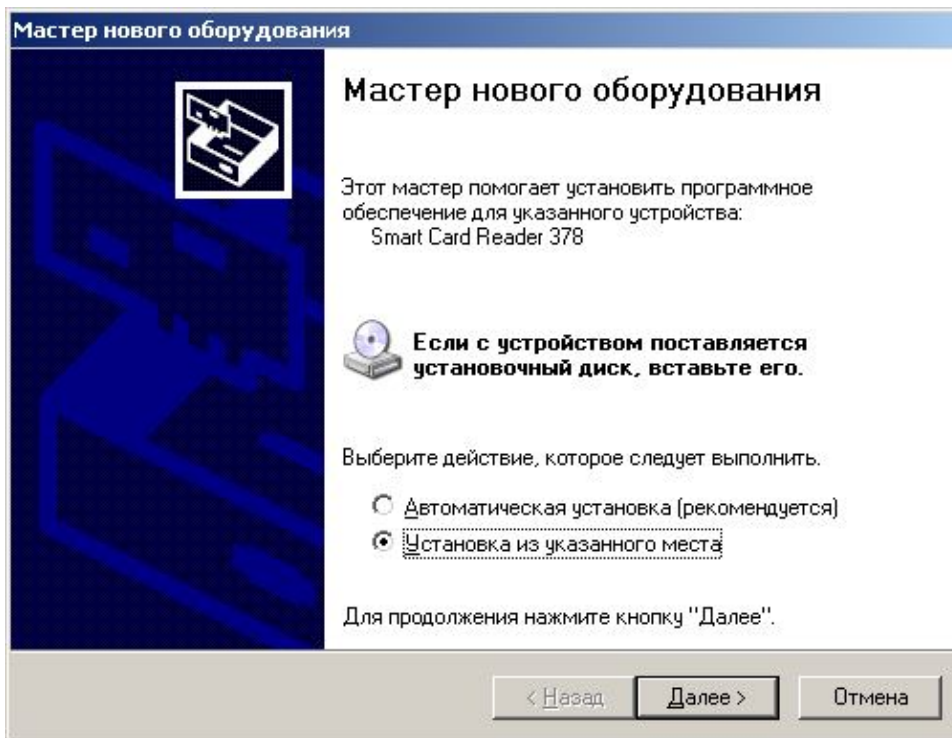 Мастер нового оборудования
Мастер нового оборудования
Этот мастер помогает установить программное
обеспечение для указанного устройства:
Smart Card Reader 378
Если с устройством поставляется
установочный диск, вставьте его.
Выберите действие, которое следует выполнить.
Автоматическая установка (рекомендуется)
Установка из указанного места
Для продолжения нажмите кнопку "Далее".
< Назад Далее > Отмена